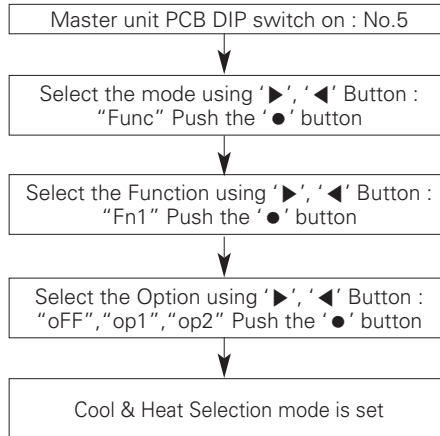 Master unit PCB DIP switch on : No.5
Select the mode using ‘▶’, ‘◀’ Button :
“Func” Push the ‘●’ button
Select the Function using ‘▶’, ‘◀’ Button :
“Fn1” Push the ‘●’ button
Select the Option using ‘▶’, ‘◀’ Button :
“oFF”,“op1”,“op2” Push the ‘●’ button
Cool & Heat Selection mode is set